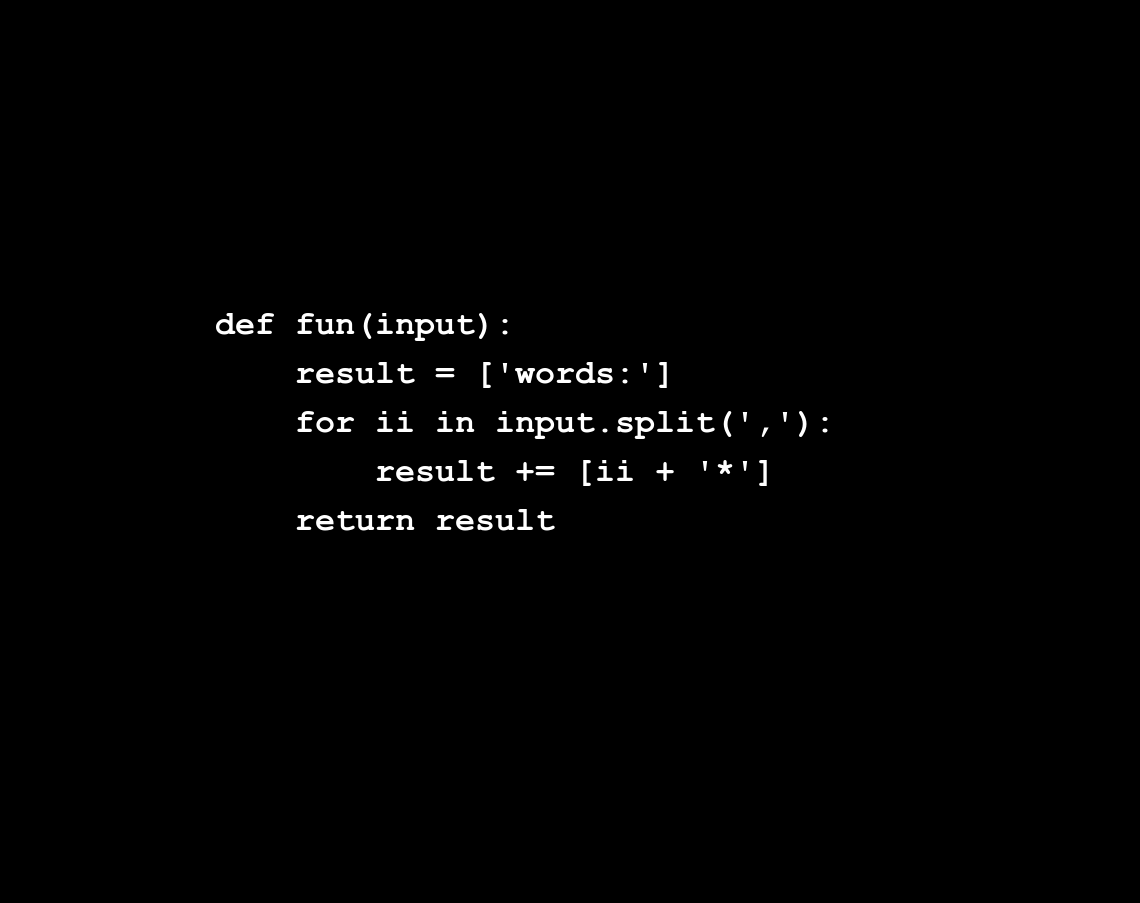 def fun(input):
    result = ['words:']
    for ii in input.split(','):
        result += [ii + '*']
    return result